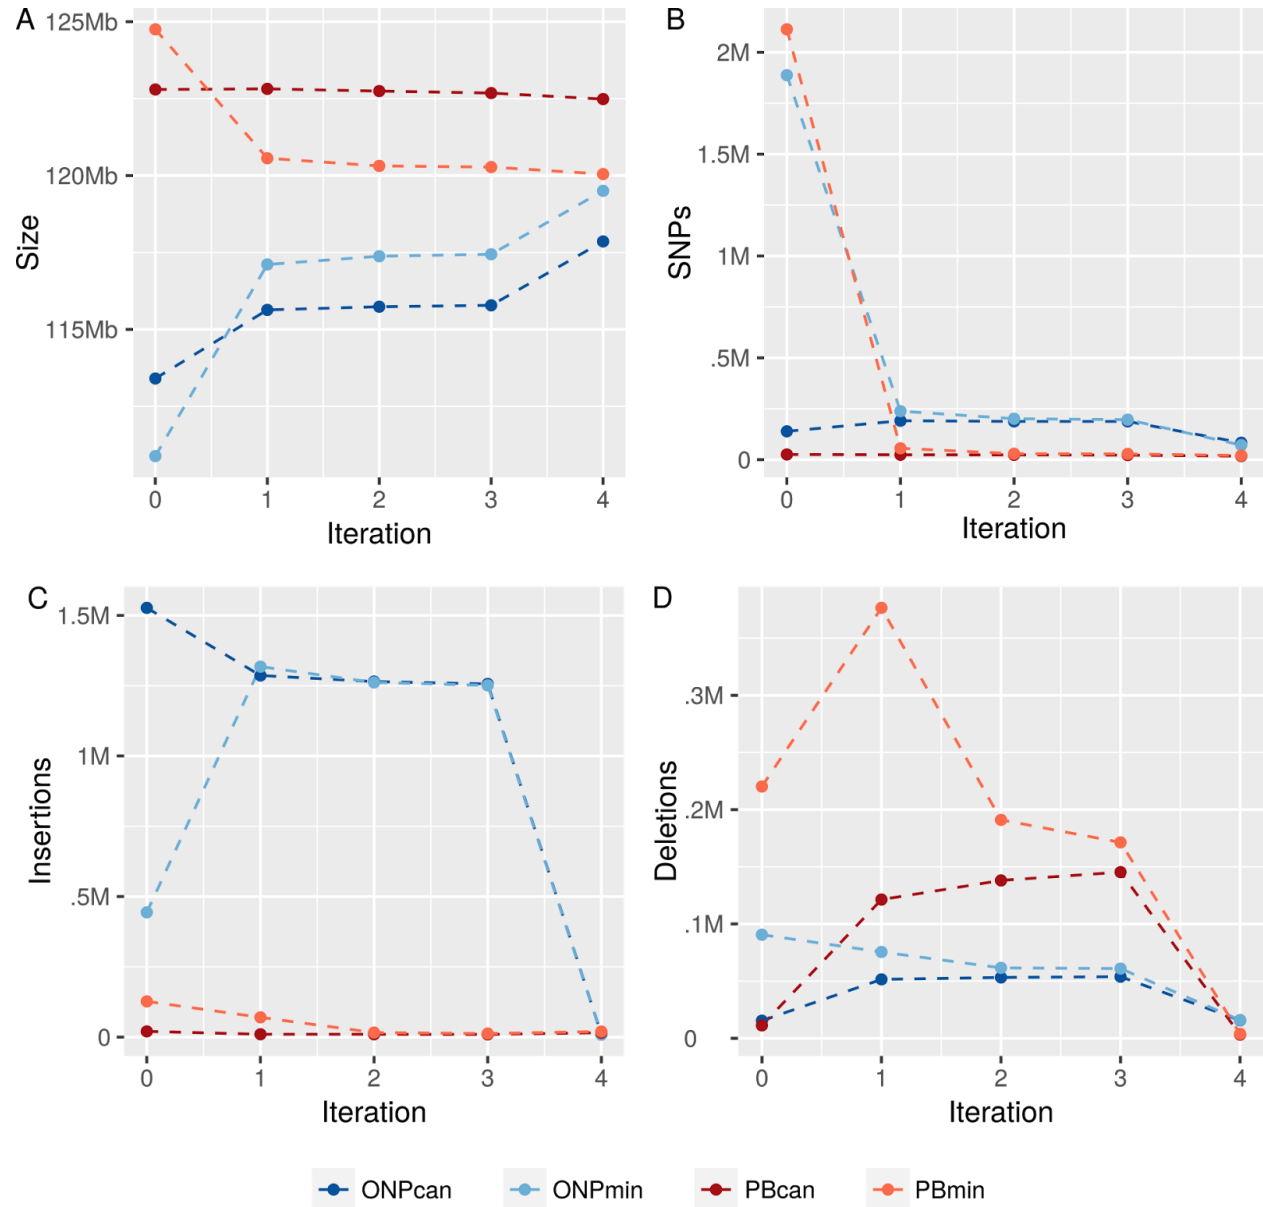 A
125Mb
120Mb
115Mb
Size
0 1 2 3 4
Iteration
B
2M
1.5M
1M
.5M
0
SNPs
0 1 2 3 4
Iteration
C
1.5M
1M
.5M
0
Insertions
0 1 2 3 4
Iteration
D
.3M
.2M
.1M
0
Deletions
0 1 2 3 4
Iteration
ONPcan ONPmin PBcan PBmin